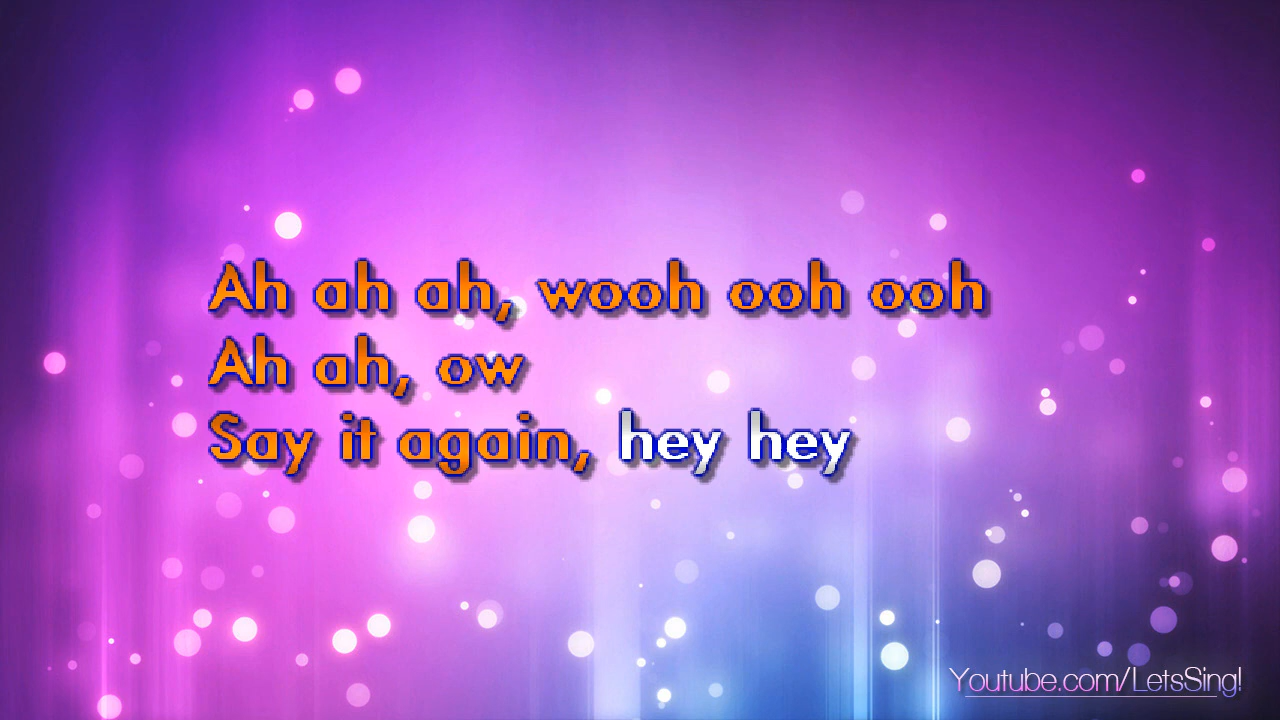 Ah ah ah, wooh ooh ooh
Ah ah, ow
Say it again, hey hey
Youtube.com/LetsSing!